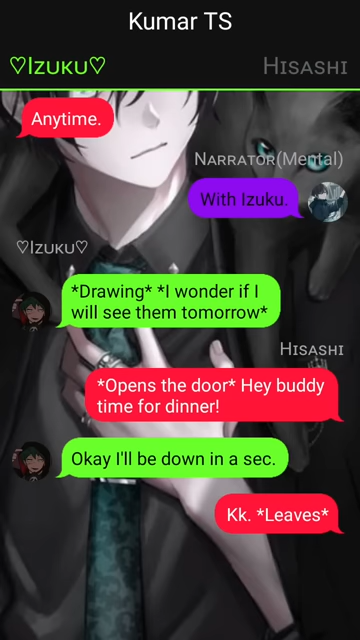 Kumar TS
♡Izuku♡ Hisashi
Anytime.
Narrator(Mental)
With Izuku.
♡Izuku♡
*Drawing* *I wonder if I
will see them tomorrow*
Hisashi
*Opens the door* Hey buddy
time for dinner!
Okay I'll be down in a sec.
Kk. *Leaves*